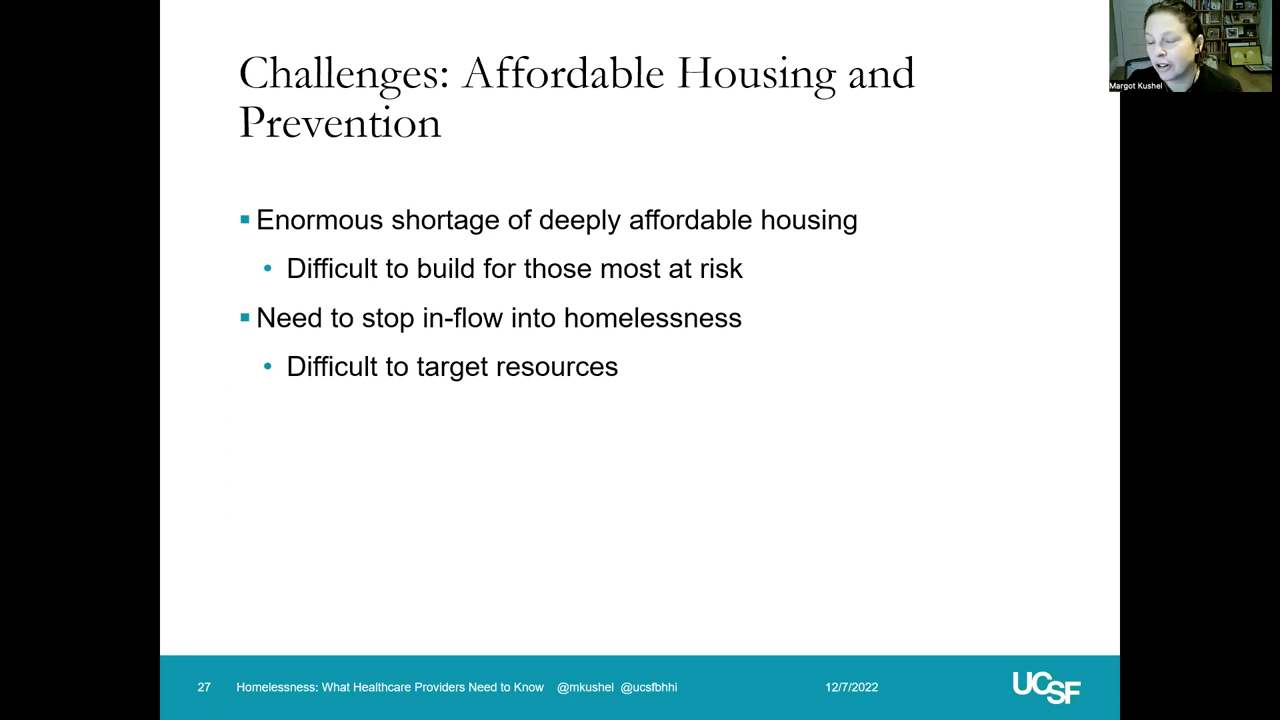 Challenges: Affordable Housing and
Prevention
Margot Kushel
Enormous shortage of deeply affordable housing
Difficult to build for those most at risk
Need to stop in-flow into homelessness
Difficult to target resources
27 Homelessness: What Healthcare Providers Need to Know @mkushel @ucsfbhhi 12/7/2022 UCSF